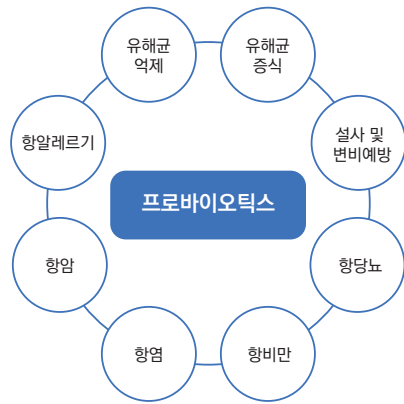 유해균
억제
유해균
증식
설사 및
변비예방
항당뇨
항비만
항염
항암
항알레르기
프로바이오틱스